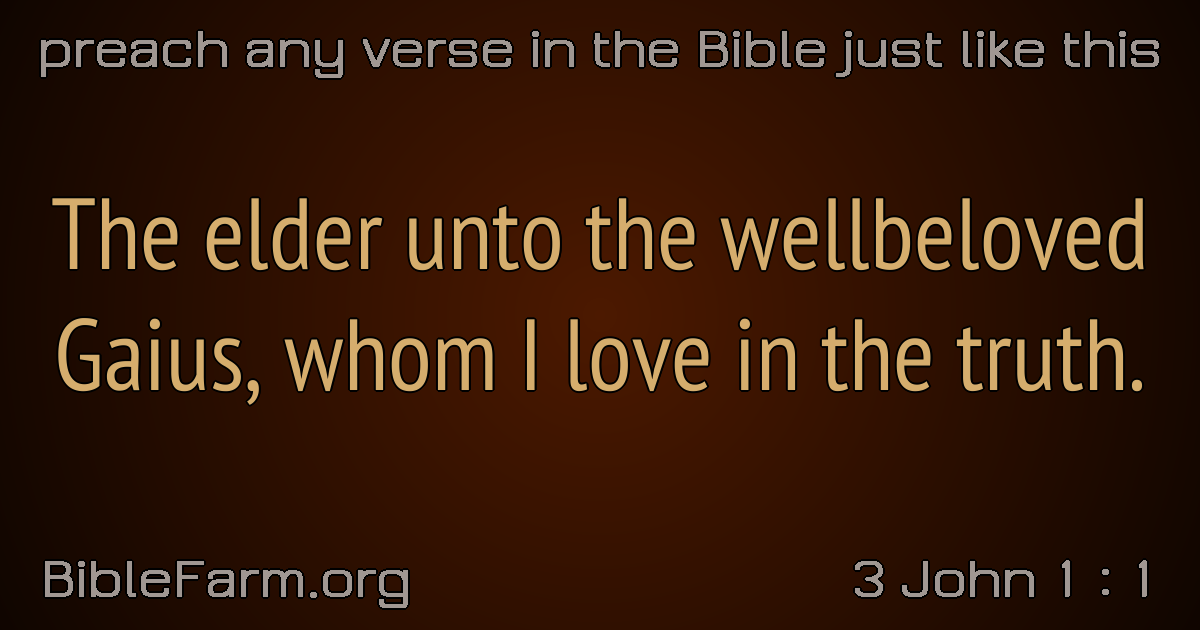 preach any verse in the Bible just like this
The elder unto the wellbeloved
Gaius, whom I love in the truth.
BibleFarm.org
3 John 1 : 1